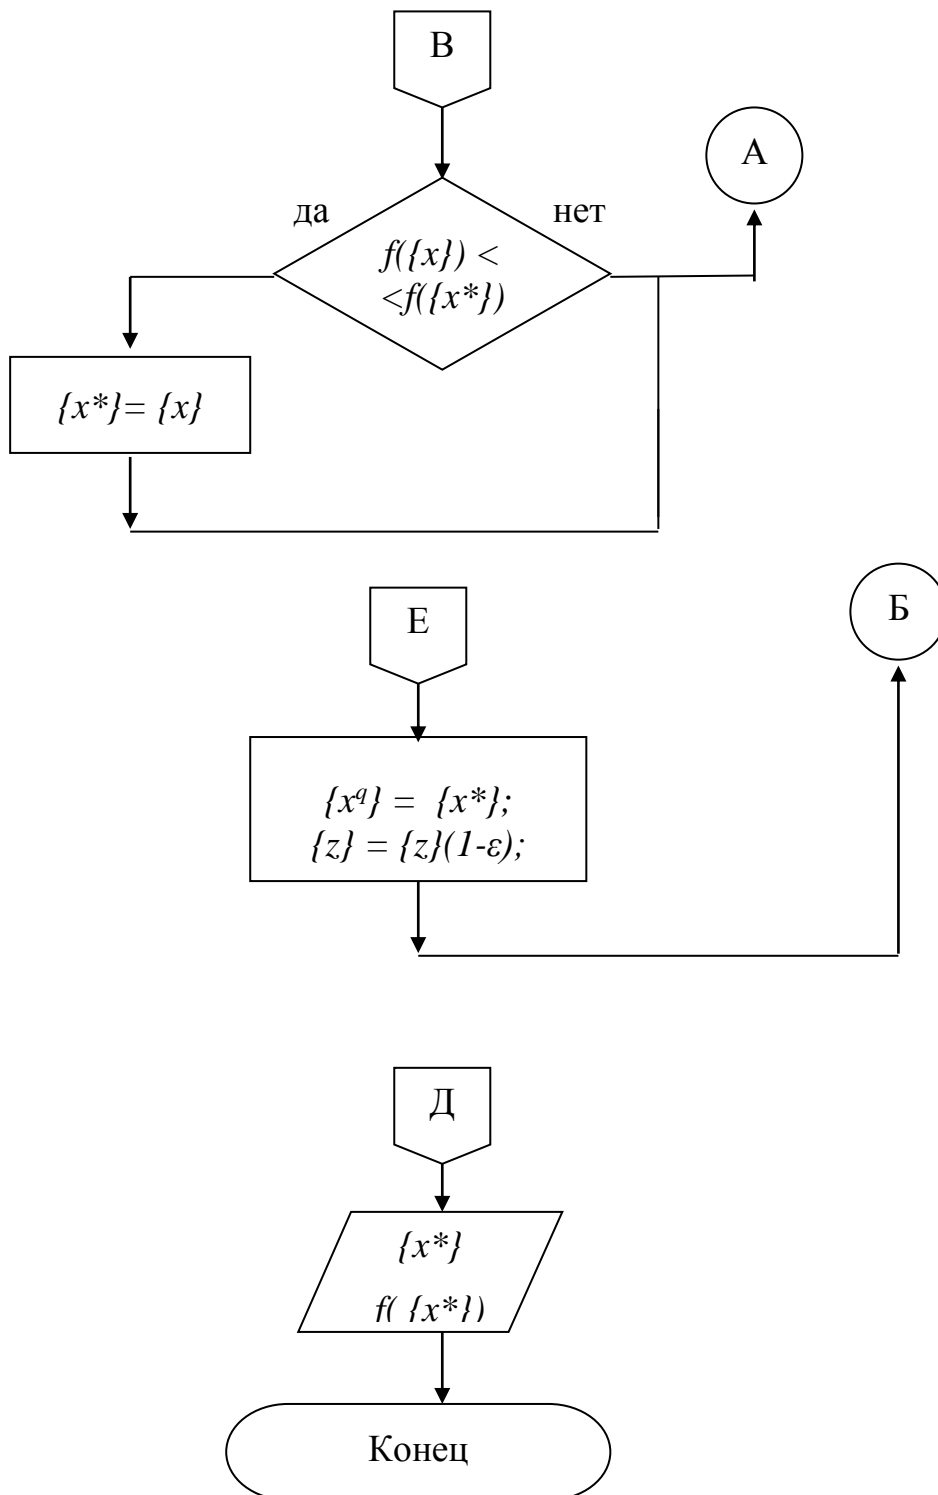 В
А
да
нет
f({x}) <
<f({x*})
{x*}= {x}
Е
Б
{x^q} = {x*};
{z} = {z}(1-ε);
Д
{x*}
f( {x*})
Конец